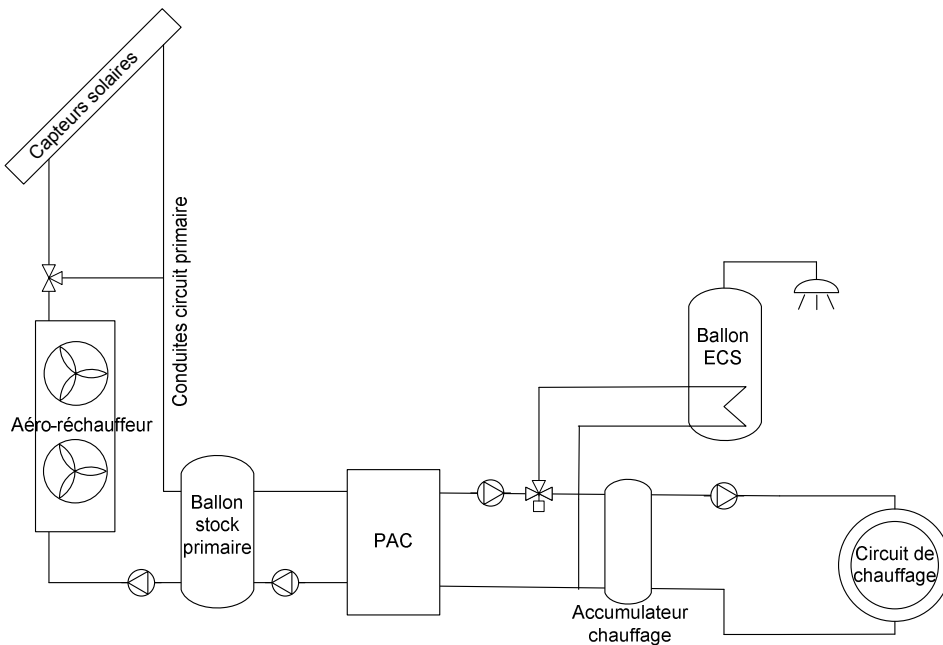 Capteurs solaires
Conduites circuit primaire
Aéro-réchauffeur
Ballon
ECS
Ballon
stock
primaire
PAC
Circuit de
chauffage
Accumulateur
chauffage